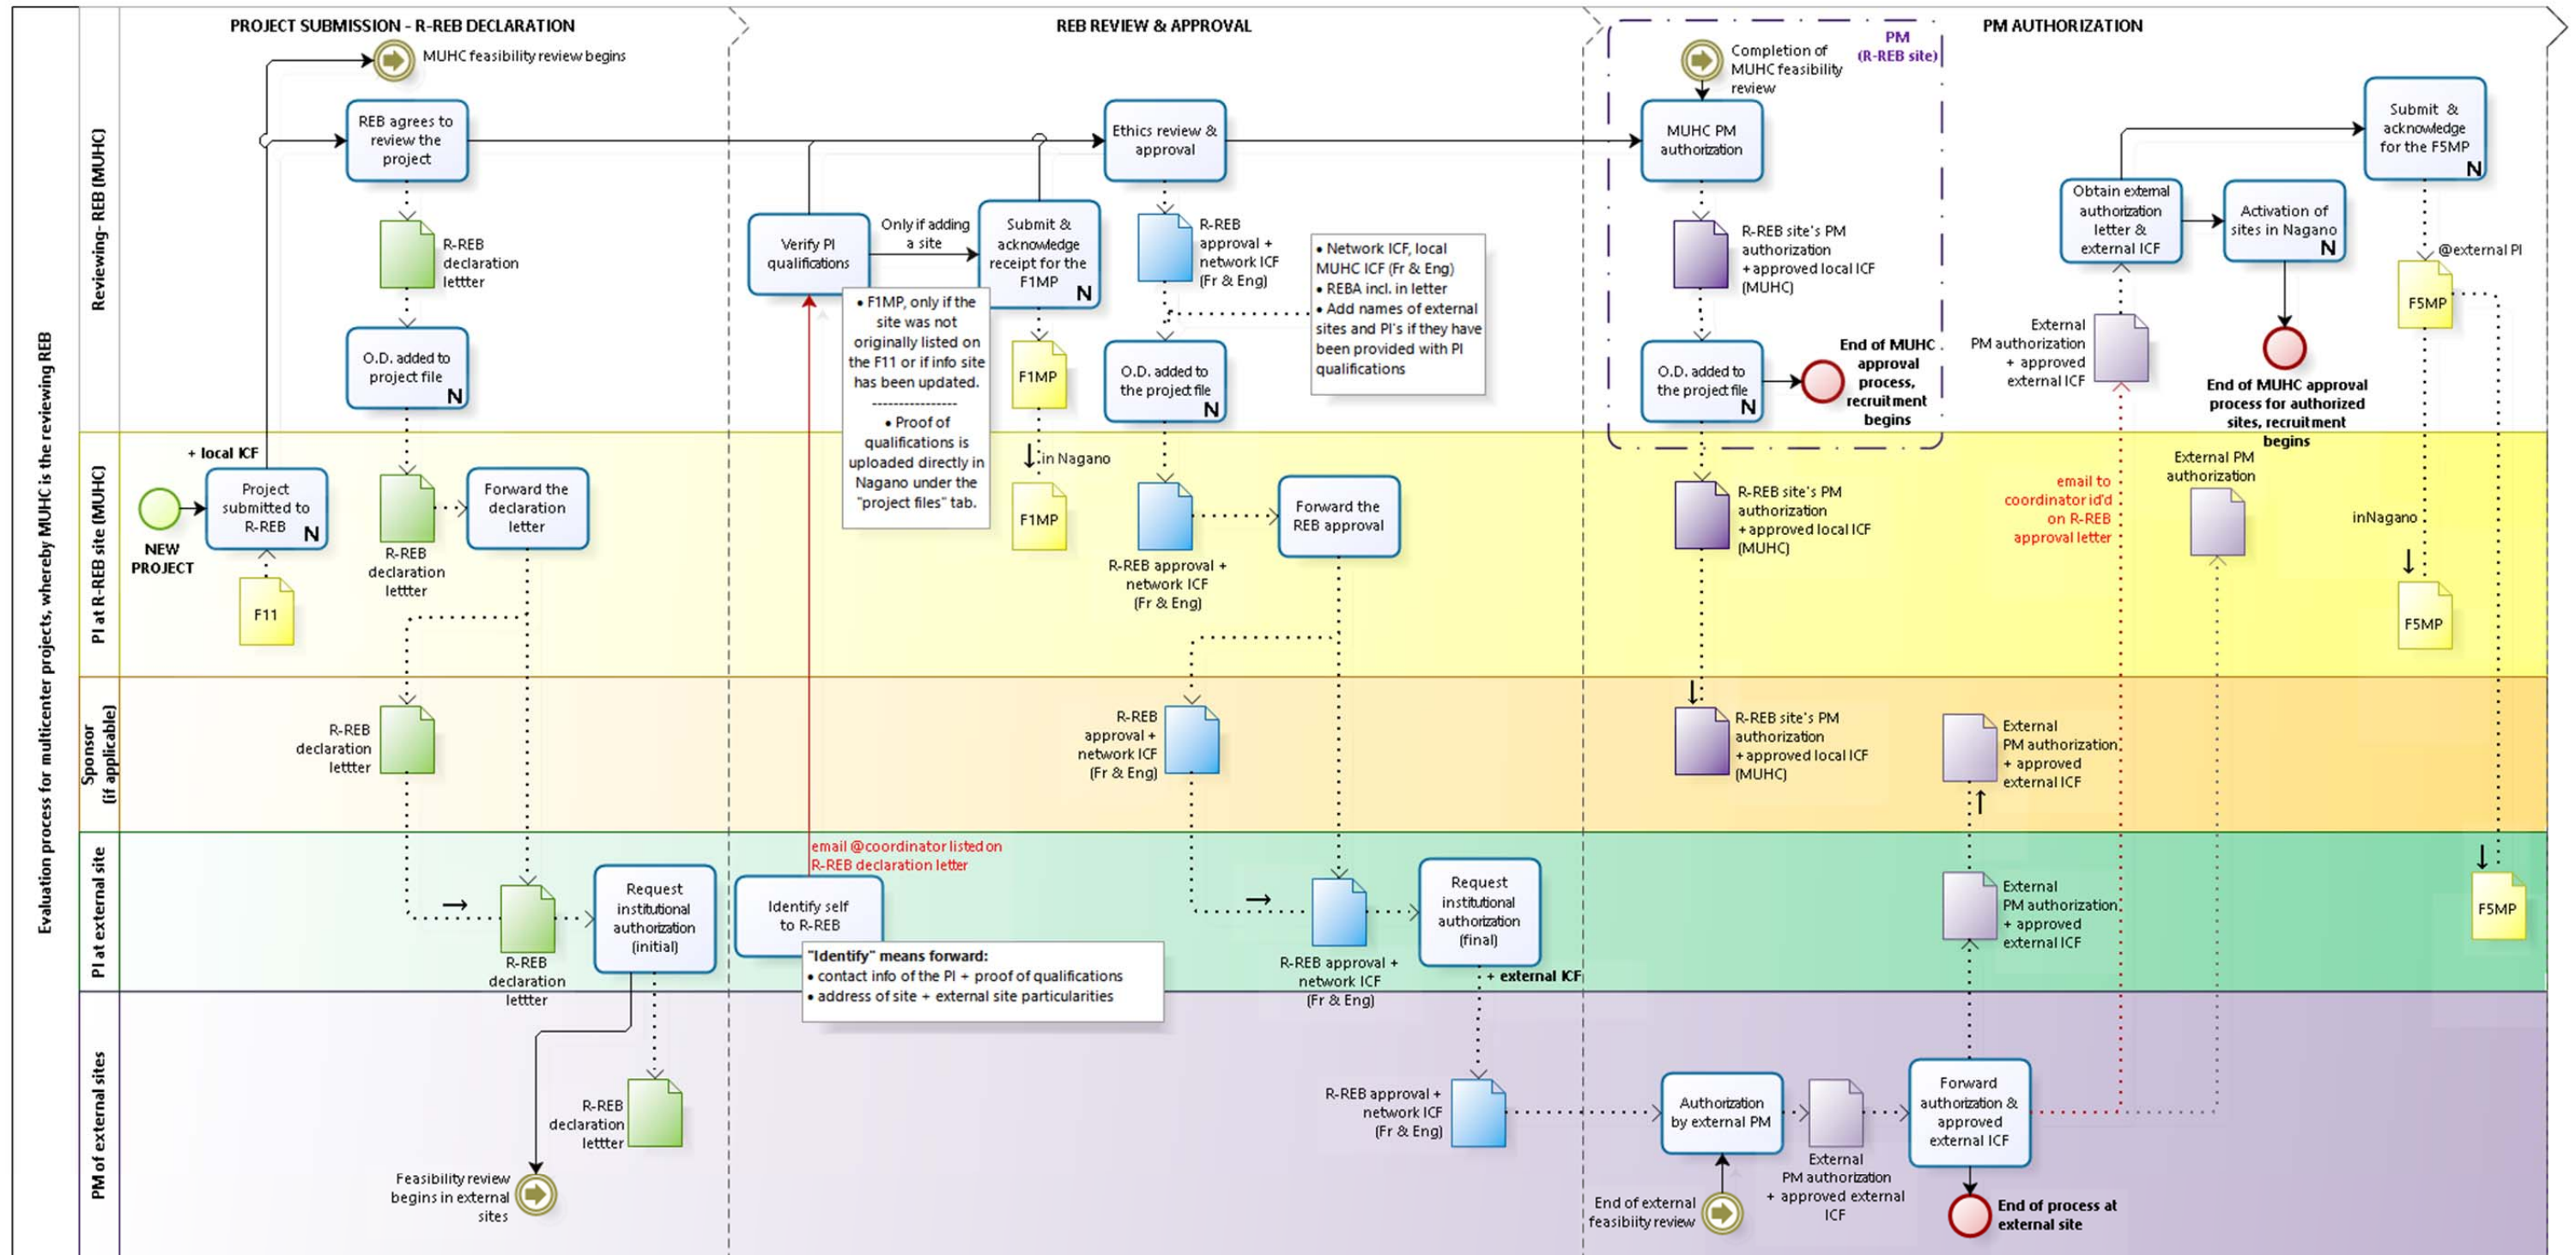 PROJECT SUBMISSION - R-REB DECLARATION
REB REVIEW & APPROVAL
PM AUTHORIZATION
Evaluation process for multicenter projects, whereby MUHC is the reviewing REB
Reviewing- REB (MUHC)
MUHC feasibility review begins
REB agrees to
review the
project
R-REB
declaration
lettter
O.D. added to
project file
N
Verify PI
qualifications
Only if adding
a site
Submit &
acknowledge
receipt for the
F1MP
N
• F1MP, only if the
site was not
originally listed on
the F11 or if info site
has been updated.
----------------
• Proof of
qualifications is
uploaded directly in
Nagano under the
"project files" tab.
F1MP
Ethics review &
approval
R-REB
approval +
network ICF
(Fr & Eng)
• Network ICF, local
MUHC ICF (Fr & Eng)
• REBA incl. in letter
• Add names of external
sites and PI's if they have
been provided with PI
qualifications
O.D. added to
the project file
N
PM
(R-REB site)
Completion of
MUHC feasibility
review
MUHC PM
authorization
R-REB site's PM
authorization
+approved local ICF
(MUHC)
O.D. added to
the project file
N
End of MUHC
approval
process,
recruitment
begins
Obtain external
authorization
letter &
external ICF
Activation of
sites in Nagano
N
Submit &
acknowledge
for the F5MP
N
@external PI
F5MP
External
PM authorization
+ approved
external ICF
End of MUHC approval
process for authorized
sites, recruitment
begins
PI at R-REB site (MUHC)
+ local ICF
NEW
PROJECT
Project
submitted to
R-REB
N
F11
R-REB
declaration
lettter
Forward the
declaration
letter
in Nagano
F1MP
R-REB approval +
network ICF
(Fr & Eng)
Forward the
REB approval
R-REB site's PM
authorization
+approved local ICF
(MUHC)
email to
coordinator id'd
on R-REB
approval letter
External PM
authorization
inNagano
F5MP
Sponsor
(if applicable)
R-REB
declaration
lettter
R-REB
approval +
network ICF
(Fr & Eng)
R-REB site's PM
authorization
+approved local ICF
(MUHC)
External
PM authorization
+ approved
external ICF
PI at external site
R-REB
declaration
lettter
Request
institutional
authorization
(initial)
email @coordinator listed on
R-REB declaration letter
Identify self
to R-REB
"Identify" means forward:
• contact info of the PI + proof of qualifications
• address of site + external site particularities
R-REB approval +
network ICF
(Fr & Eng)
Request
institutional
authorization
(final)
+ external ICF
External
PM authorization
+ approved
external ICF
F5MP
PM of external sites
R-REB
declaration
lettter
Feasibility review
begins in external
sites
R-REB approval +
network ICF
(Fr & Eng)
Authorization
by external PM
End of external
feasibiity review
External
PM authorization
+ approved external
ICF
Forward
authorization &
approved
external ICF
End of process at
external site